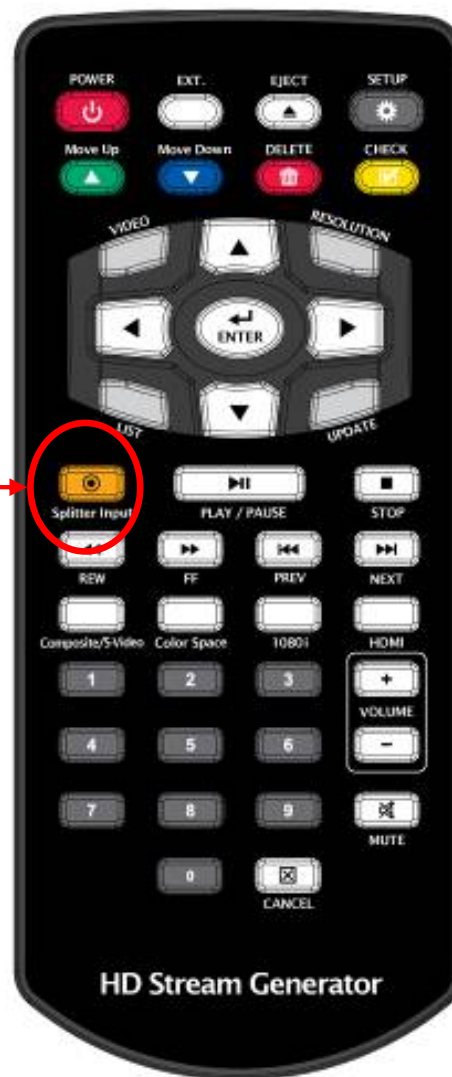 POWER EXT. EJECT SETUP
Move Up Move Down DELETE CHECK
VIDEO RESOLUTION
ENTER
LIST UPDATE
Splitter Input PLAY / PAUSE STOP
REW FF PREV NEXT
Composite/S-Video Color Space 1080i HDMI
1 2 3 +
VOLUME
4 5 6 −
7 8 9
MUTE
0
CANCEL
HD Stream Generator